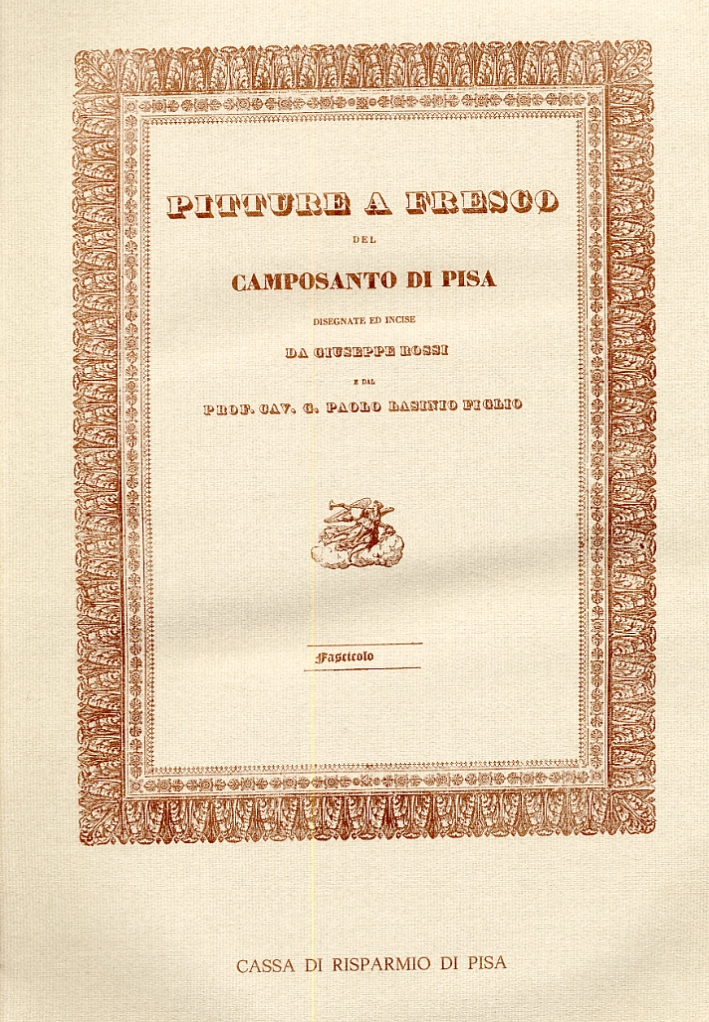 PITTURE A FRESCO
DEL
CAMPOSANTO DI PISA
DISEGNATE ED INCISE
DA GIUSEPPE ROSSI
E DAL
PROF. CAV. G. PAOLO LASINIO FIGLIO
Fascicolo
CASSA DI RISPARMIO DI PISA